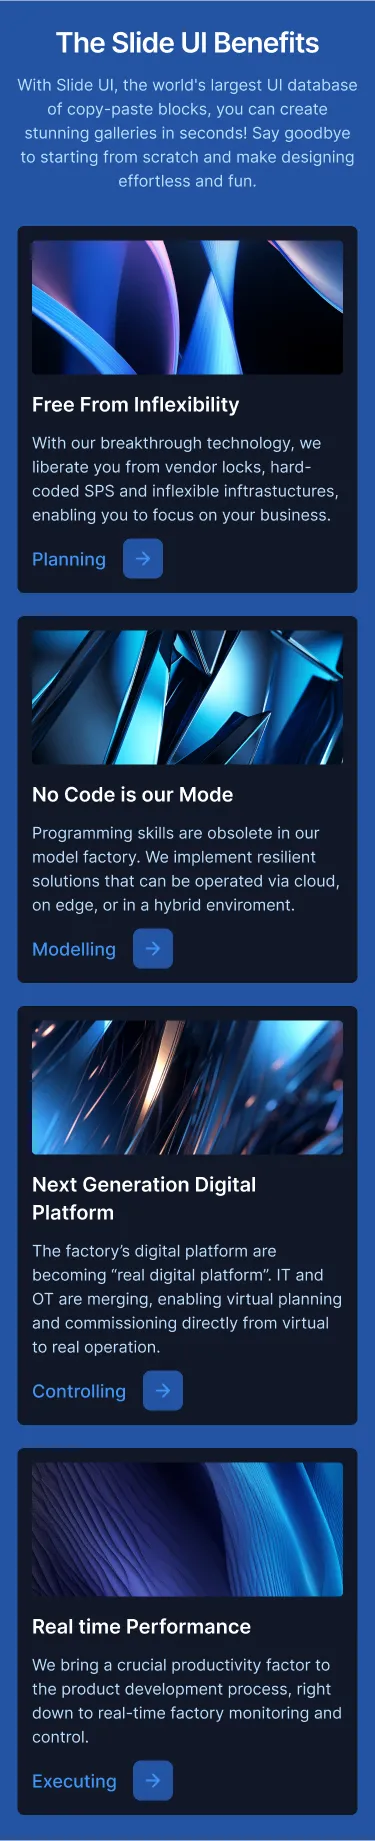 The Slide UI Benefits
With Slide UI, the world's largest UI database
of copy-paste blocks, you can create
stunning galleries in seconds! Say goodbye
to starting from scratch and make designing
effortless and fun.
Free From Inflexibility
With our breakthrough technology, we
liberate you from vendor locks, hard-
coded SPS and inflexible inftrastuctures,
enabling you to focus on your business.
Planning
No Code is our Mode
Programming skills are obsolete in our
model factory. We implement resilient
solutions that can be operated via cloud,
on edge, or in a hybrid enviroment.
Modelling
Next Generation Digital
Platform
The factory’s digital platform are
becoming “real digital platform”. IT and
OT are merging, enabling virtual planning
and commissioning directly from virtual
to real operation.
Controlling
Real time Performance
We bring a crucial productivity factor to
the product development process, right
down to real-time factory monitoring and
control.
Executing